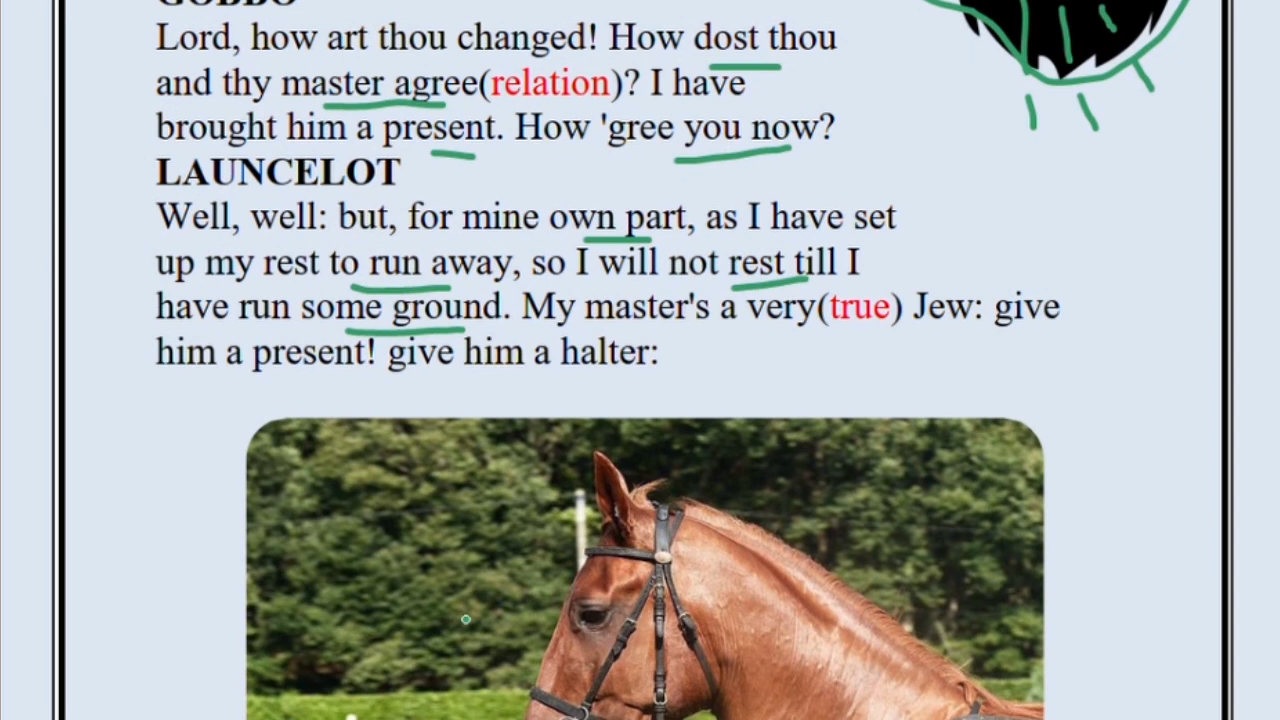 GOBBO
Lord, how art thou changed! How dost thou
and thy master agree(relation)? I have
brought him a present. How 'gree you now?
LAUNCELOT
Well, well: but, for mine own part, as I have set
up my rest to run away, so I will not rest till I
have run some ground. My master's a very(true) Jew: give
him a present! give him a halter: